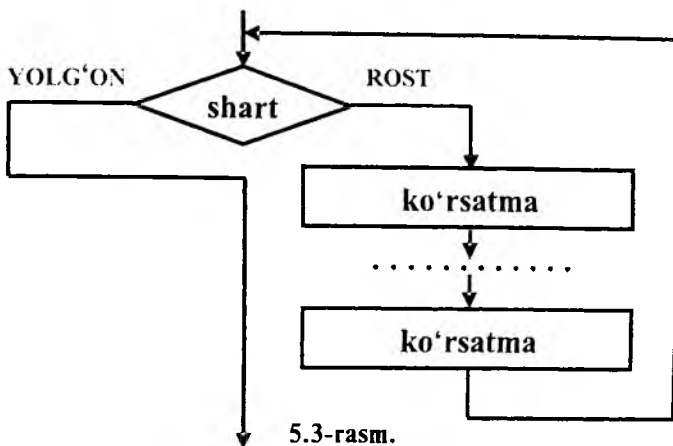 YOLG‘ON
ROST
shart
ko‘rsatma
. . . . . . . . . . . .
ko‘rsatma
5.3-rasm.